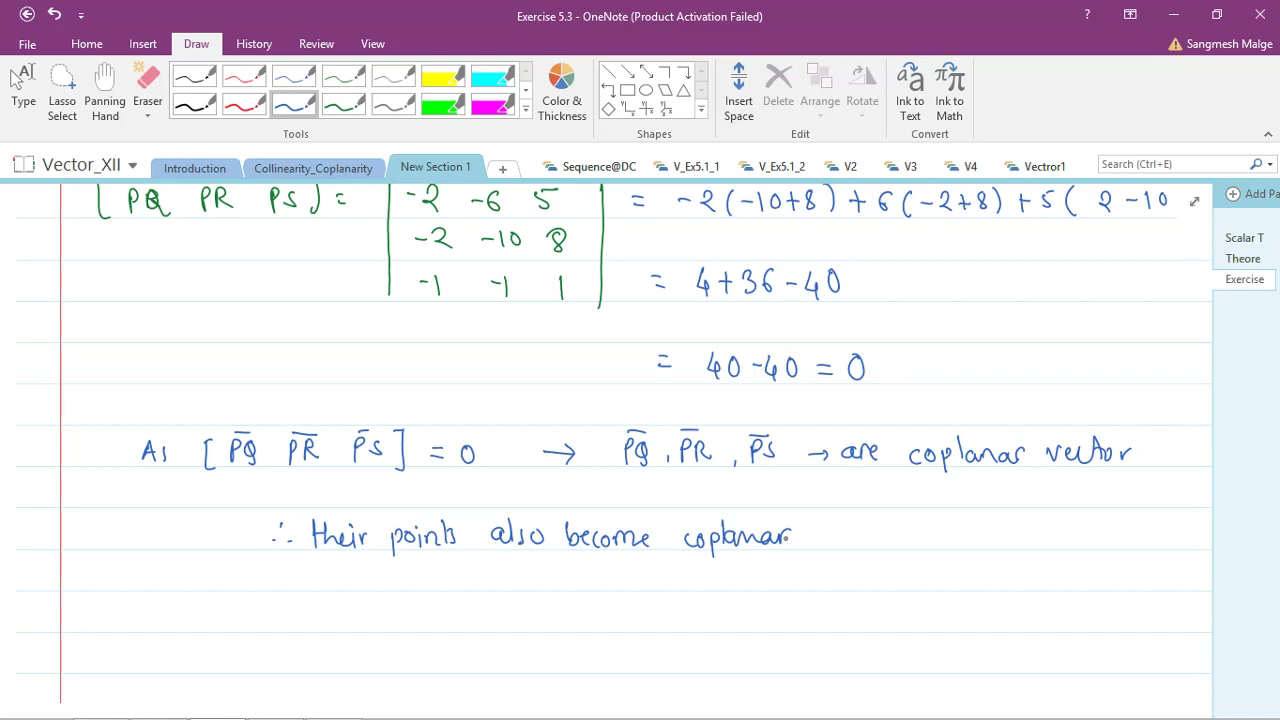 Exercise 5.3 - OneNote (Product Activation Failed)
?
File Home Insert Draw History Review View
Sangmesh Malge
Type
Lasso Select
Panning Hand
Eraser
Color & Thickness
Insert Space
Delete
Arrange
Rotate
Ink to Text
Ink to Math
Tools
Shapes
Edit
Convert
Vector_XII
Introduction Collinearity_Coplanarity New Section 1 Sequence@DC V_Ex5.1_1 V_Ex5.1_2 V2 V3 V4 Vector1
Search (Ctrl+E)
Add Pa
Scalar T
Theore
Exercise
[ PQ PR PS ] = | -2 -6 5 | = -2(-10+8) + 6(-2+8) + 5( 2 -10
-2 -10 8
-1 -1 1
= 4+36-40
= 40-40 = 0
As [ P̅Q̅ P̅R̅ P̅S̅ ] = 0 → P̅Q̅ , P̅R̅ , P̅S̅ → are coplanar vector
∴ their points also become coplanar